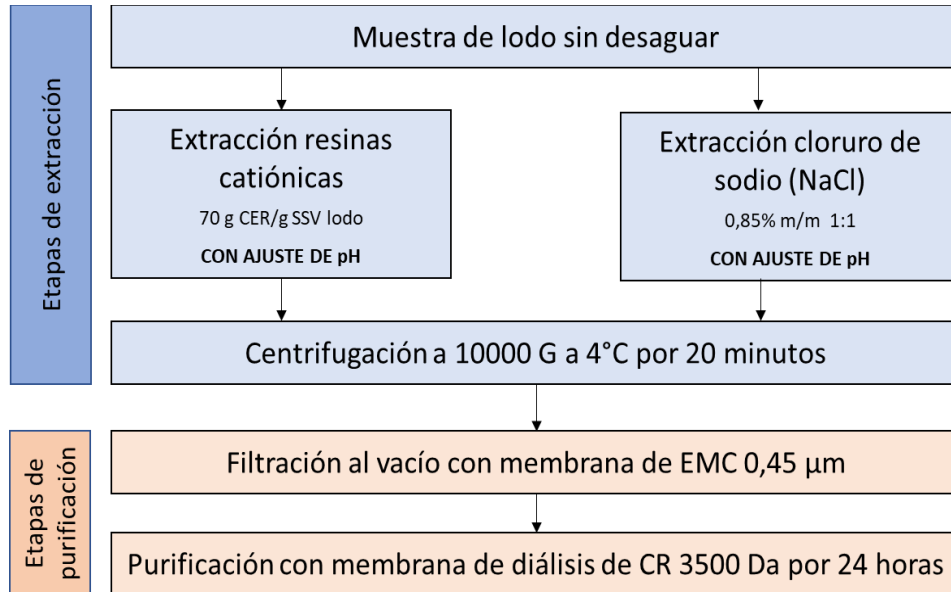 Etapas de extracción
Muestra de lodo sin desaguar
Extracción resinas
catiónicas
70 g CER/g SSV lodo
CON AJUSTE DE pH
Extracción cloruro de
sodio (NaCl)
0,85% m/m 1:1
CON AJUSTE DE pH
Centrifugación a 10000 G a 4°C por 20 minutos
Etapas de
purificación
Filtración al vacío con membrana de EMC 0,45 µm
Purificación con membrana de diálisis de CR 3500 Da por 24 horas